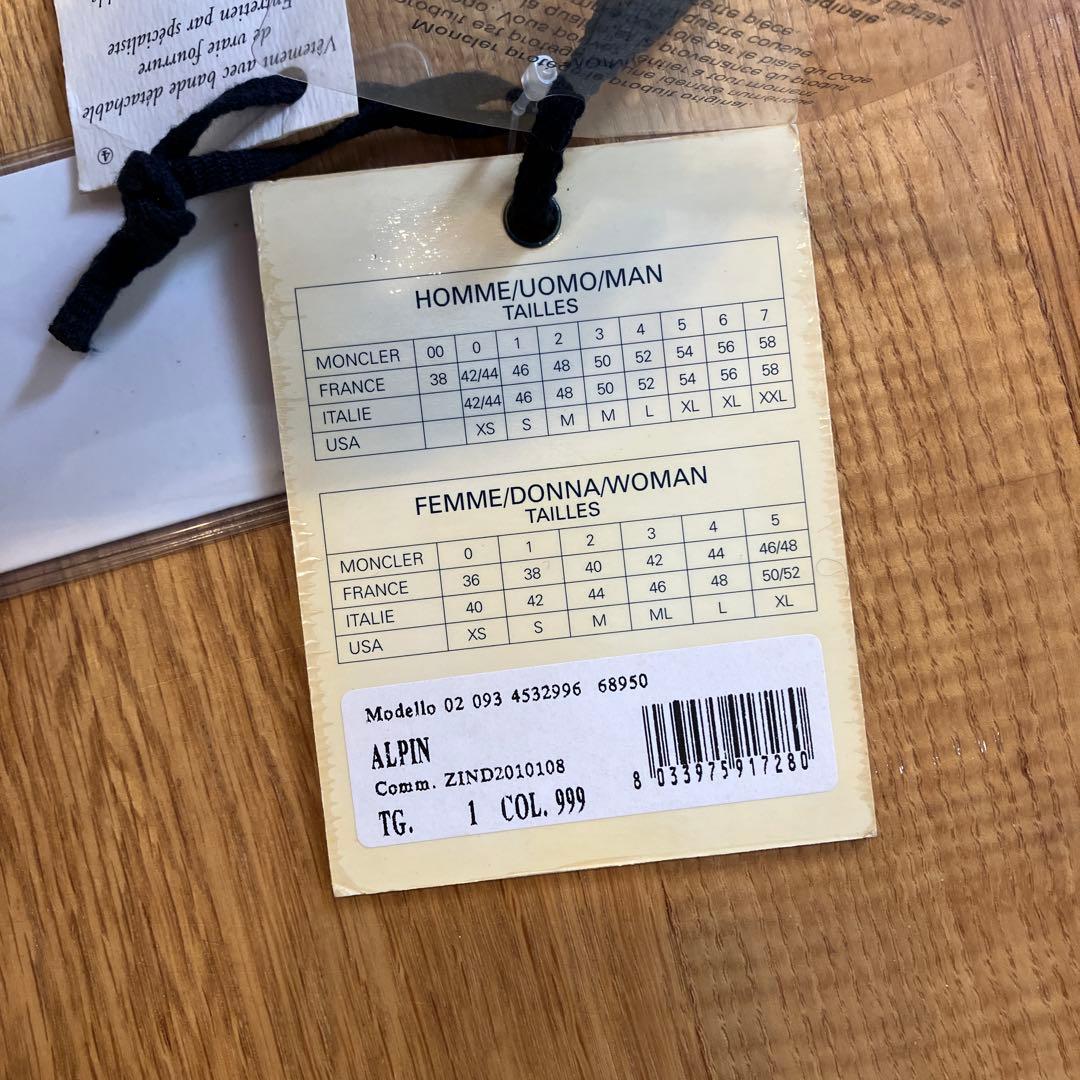 Vêtement avec bande détachable
de vraie fourrure
Entretien par spécialiste
④
HOMME/UOMO/MAN
TAILLES
MONCLER 00 0 1 2 3 4 5 6 7
FRANCE 38 42/44 46 48 50 52 54 56 58
ITALIE 42/44 46 48 50 52 54 56 58
USA XS S M M L XL XL XXL
FEMME/DONNA/WOMAN
TAILLES
MONCLER 0 1 2 3 4 5
FRANCE 36 38 40 42 44 46/48
ITALIE 40 42 44 46 48 50/52
USA XS S M ML L XL
Modello 02 093 4532996 68950
ALPIN
Comm. ZIND2010108
TG. 1 COL. 999
8 033975 917280